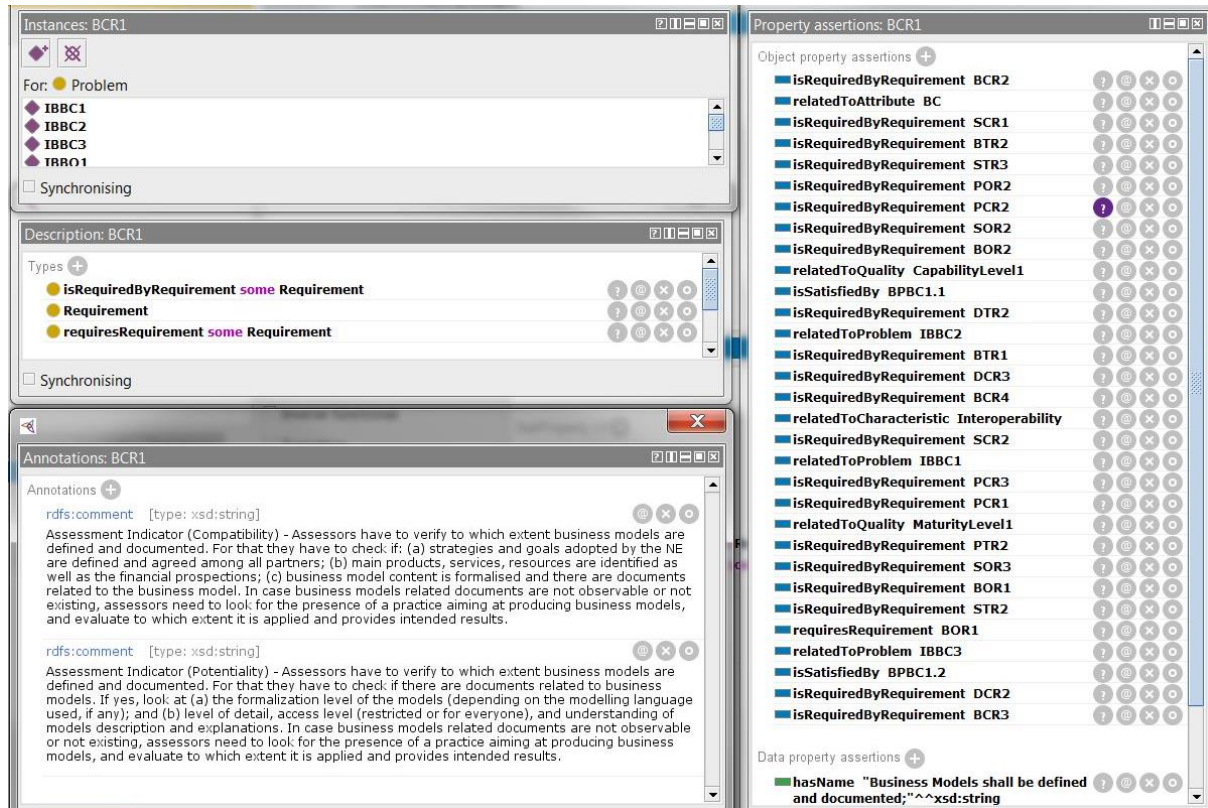 Instances: BCR1
For: Problem
IBBC1
IBBC2
IBBC3
IBBO1
Synchronising
Description: BCR1
Types
isRequiredByRequirement some Requirement
Requirement
requiresRequirement some Requirement
Synchronising
Annotations: BCR1
Annotations
rdfs:comment [type: xsd:string]
Assessment Indicator (Compatibility) - Assessors have to verify to which extent business models are
defined and documented. For that they have to check if: (a) strategies and goals adopted by the NE
are defined and agreed among all partners; (b) main products, services, resources are identified as
well as the financial prospections; (c) business model content is formalised and there are documents
related to the business model. In case business models related documents are not observable or not
existing, assessors need to look for the presence of a practice aiming at producing business models,
and evaluate to which extent it is applied and provides intended results.
rdfs:comment [type: xsd:string]
Assessment Indicator (Potentiality) - Assessors have to verify to which extent business models are
defined and documented. For that they have to check if there are documents related to business
models. If yes, look at (a) the formalization level of the models (depending on the modelling language
used, if any); and (b) level of detail, access level (restricted or for everyone), and understanding of
models description and explanations. In case business models related documents are not observable
or not existing, assessors need to look for the presence of a practice aiming at producing business
models, and evaluate to which extent it is applied and provides intended results.
Property assertions: BCR1
Object property assertions
isRequiredByRequirement BCR2
relatedToAttribute BC
isRequiredByRequirement SCR1
isRequiredByRequirement BTR2
isRequiredByRequirement STR3
isRequiredByRequirement POR2
isRequiredByRequirement PCR2
isRequiredByRequirement SOR2
isRequiredByRequirement BOR2
relatedToQuality CapabilityLevel1
isSatisfiedBy BPBC1.1
isRequiredByRequirement DTR2
relatedToProblem IBBC2
isRequiredByRequirement BTR1
isRequiredByRequirement DCR3
isRequiredByRequirement BCR4
relatedToCharacteristic Interoperability
isRequiredByRequirement SCR2
relatedToProblem IBBC1
isRequiredByRequirement PCR3
isRequiredByRequirement PCR1
relatedToQuality MaturityLevel1
isRequiredByRequirement PTR2
isRequiredByRequirement SOR3
isRequiredByRequirement BOR1
isRequiredByRequirement STR2
requiresRequirement BOR1
relatedToProblem IBBC3
isSatisfiedBy BPBC1.2
isRequiredByRequirement DCR2
isRequiredByRequirement BCR3
Data property assertions
hasName "Business Models shall be defined
and documented;"^^xsd:string